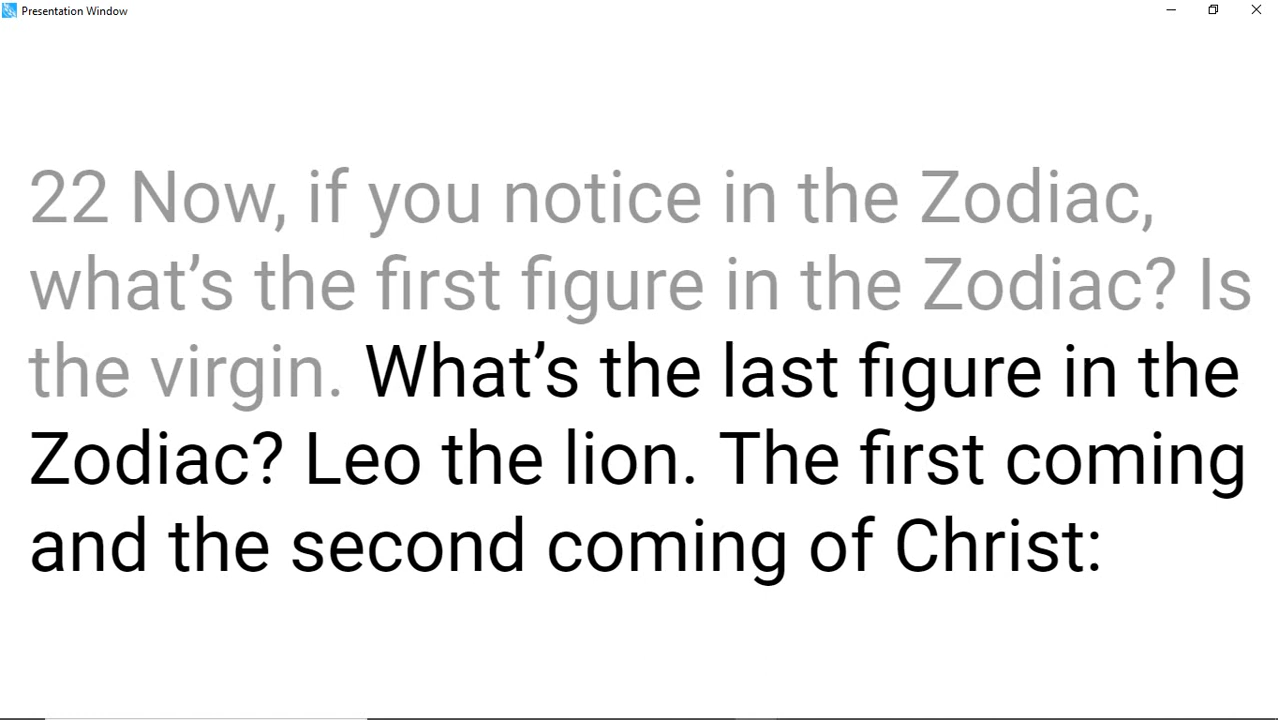 Presentation Window
22 Now, if you notice in the Zodiac,
what’s the first figure in the Zodiac? Is
the virgin. What’s the last figure in the
Zodiac? Leo the lion. The first coming
and the second coming of Christ: